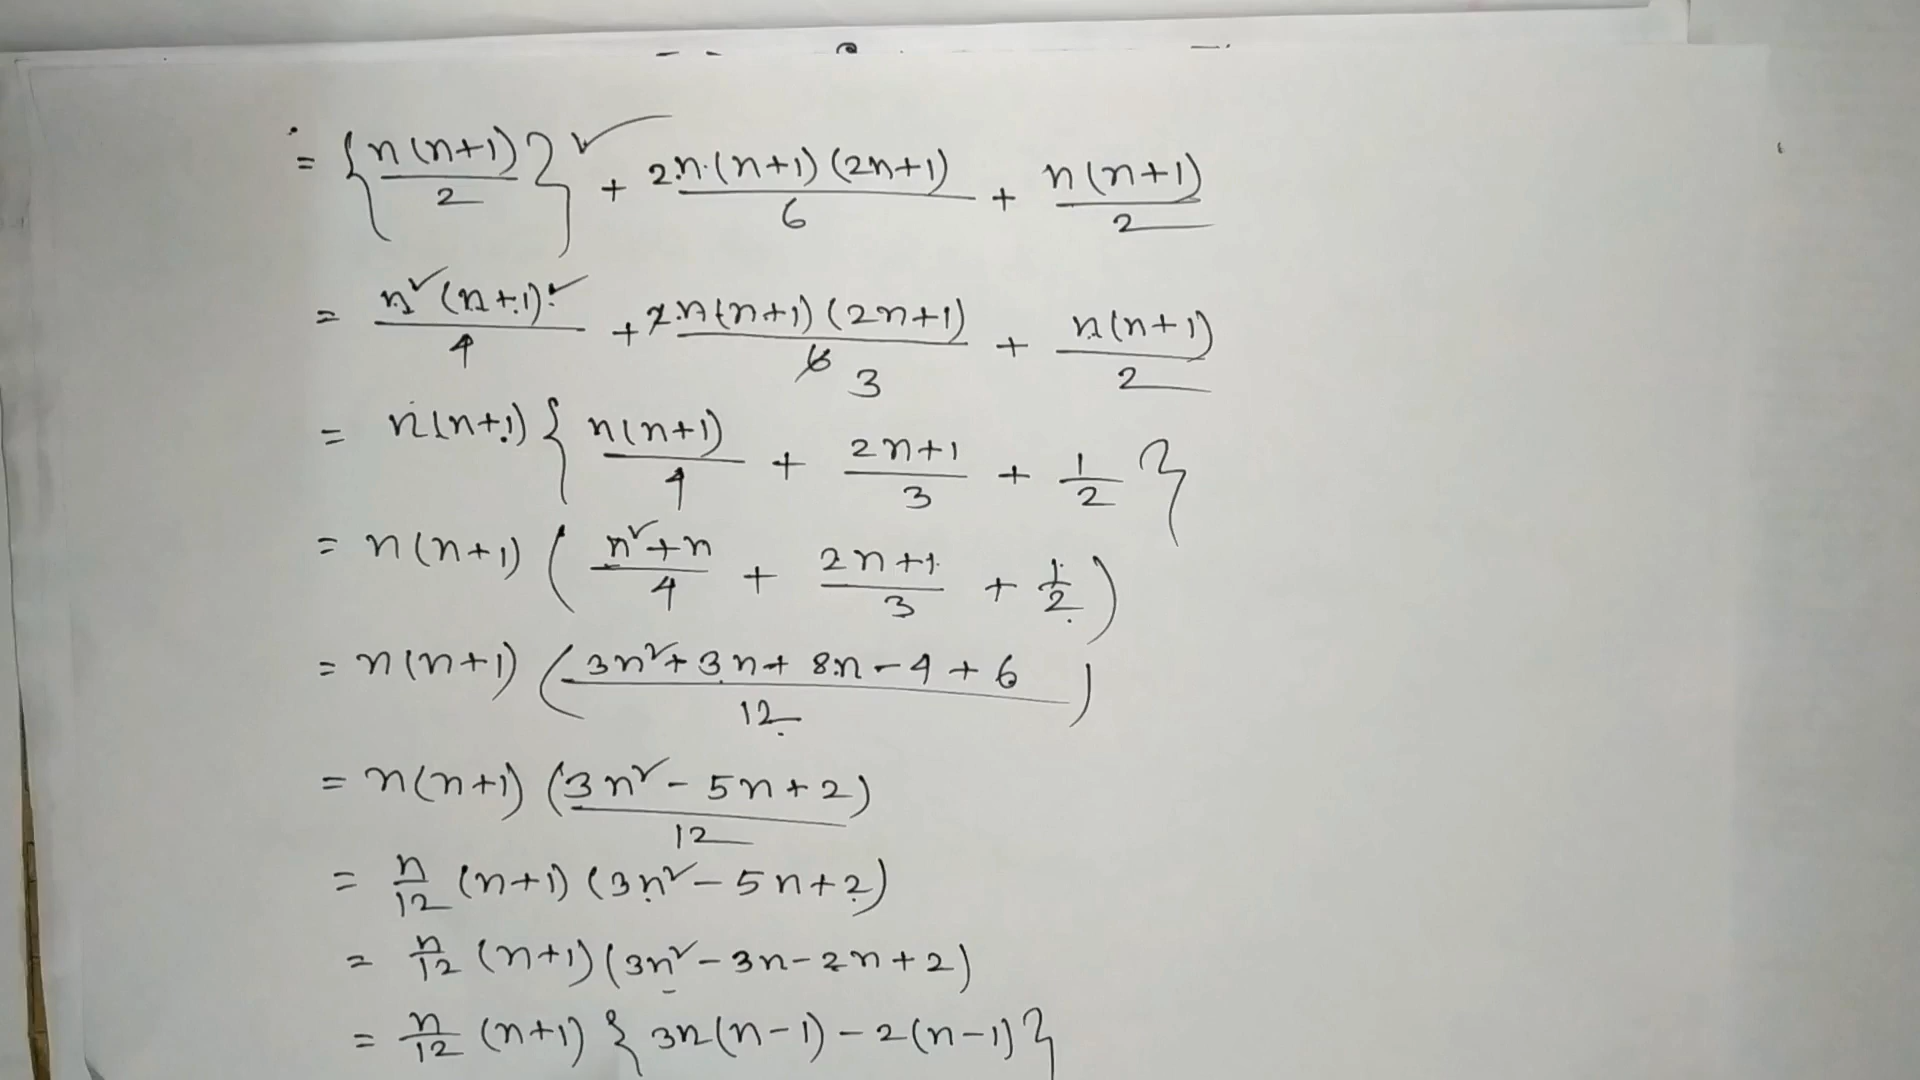 = {n(n+1)/2}² + 2n·(n+1)(2n+1)/6 + n(n+1)/2
= n²(n+1)²/4 + 2n(n+1)(2n+1)/6 3 + n(n+1)/2
= n(n+1){n(n+1)/4 + 2n+1/3 + 1/2}
= n(n+1)(n²+n/4 + 2n+1/3 + 1/2)
= n(n+1)(3n²+3n+8n-4+6/12)
= n(n+1)(3n²-5n+2)/12
= n/12 (n+1)(3n²-5n+2)
= n/12 (n+1)(3n²-3n-2n+2)
= n/12 (n+1){3n(n-1)-2(n-1)}